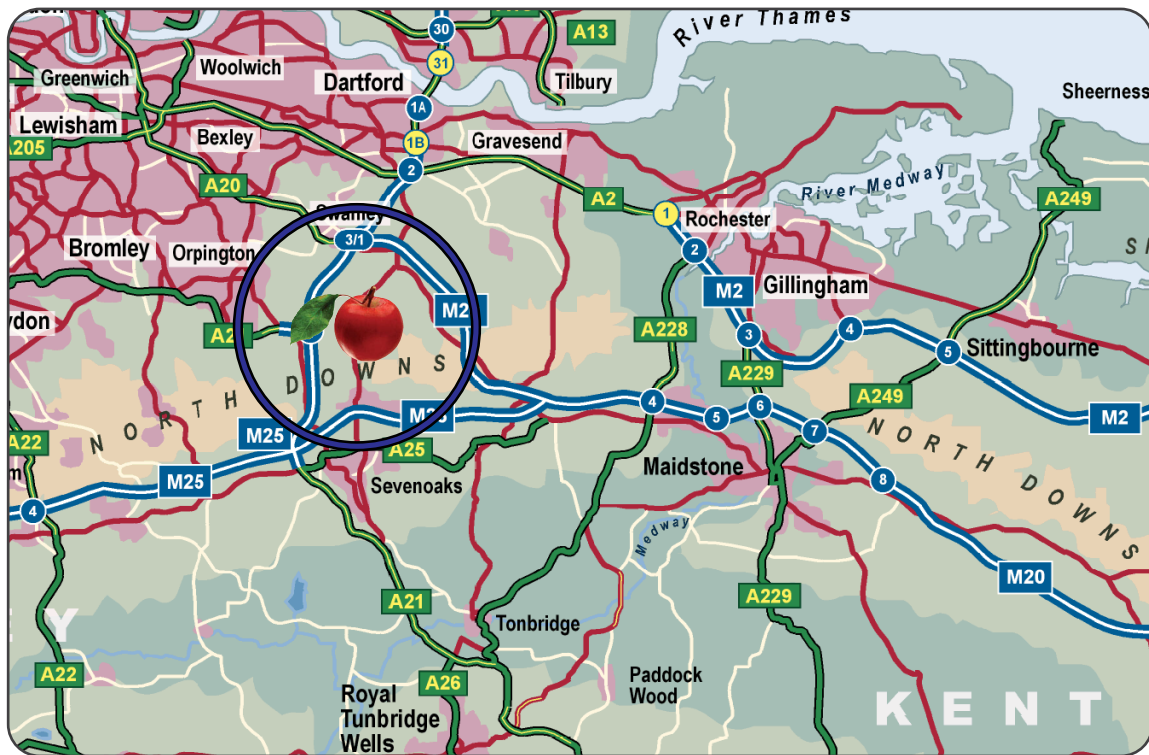 River Thames
30
A13
31
Woolwich
Greenwich
Dartford
Tilbury
1A
Sheerness
Lewisham
Bexley
1B
Gravesend
A205
2
River Medway
A20
A2
A249
1
Rochester
Swanley
3/1
Bromley
Orpington
2
M2
Gillingham
A228
3
4
5
Sittingbourne
A229
NORTH DOWNS
A249
M2
4
5
6
M25
7
A22
A25
NORTH DOWNS
Maidstone
M25
Sevenoaks
8
4
Medway
M20
A21
A229
Tonbridge
A22
A26
Paddock
Wood
Royal
Tunbridge
Wells
KENT